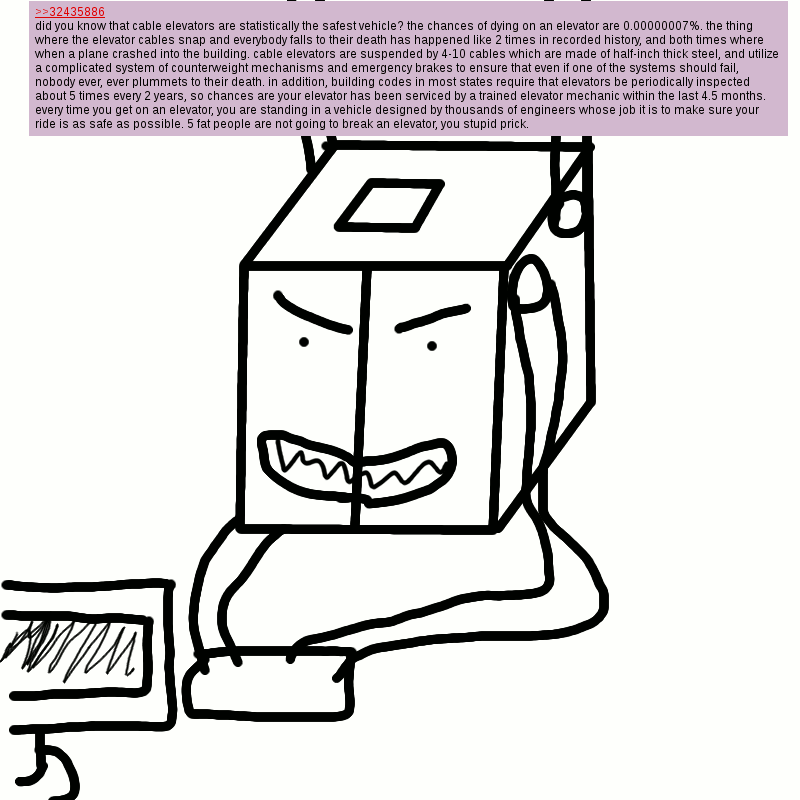 >>32435886
did you know that cable elevators are statistically the safest vehicle? the chances of dying on an elevator are 0.00000007%. the thing
where the elevator cables snap and everybody falls to their death has happened like 2 times in recorded history, and both times where
when a plane crashed into the building. cable elevators are suspended by 4-10 cables which are made of half-inch thick steel, and utilize
a complicated system of counterweight mechanisms and emergency brakes to ensure that even if one of the systems should fail,
nobody ever, ever plummets to their death. in addition, building codes in most states require that elevators be periodically inspected
about 5 times every 2 years, so chances are your elevator has been serviced by a trained elevator mechanic within the last 4.5 months.
every time you get on an elevator, you are standing in a vehicle designed by thousands of engineers whose job it is to make sure your
ride is as safe as possible. 5 fat people are not going to break an elevator, you stupid prick.